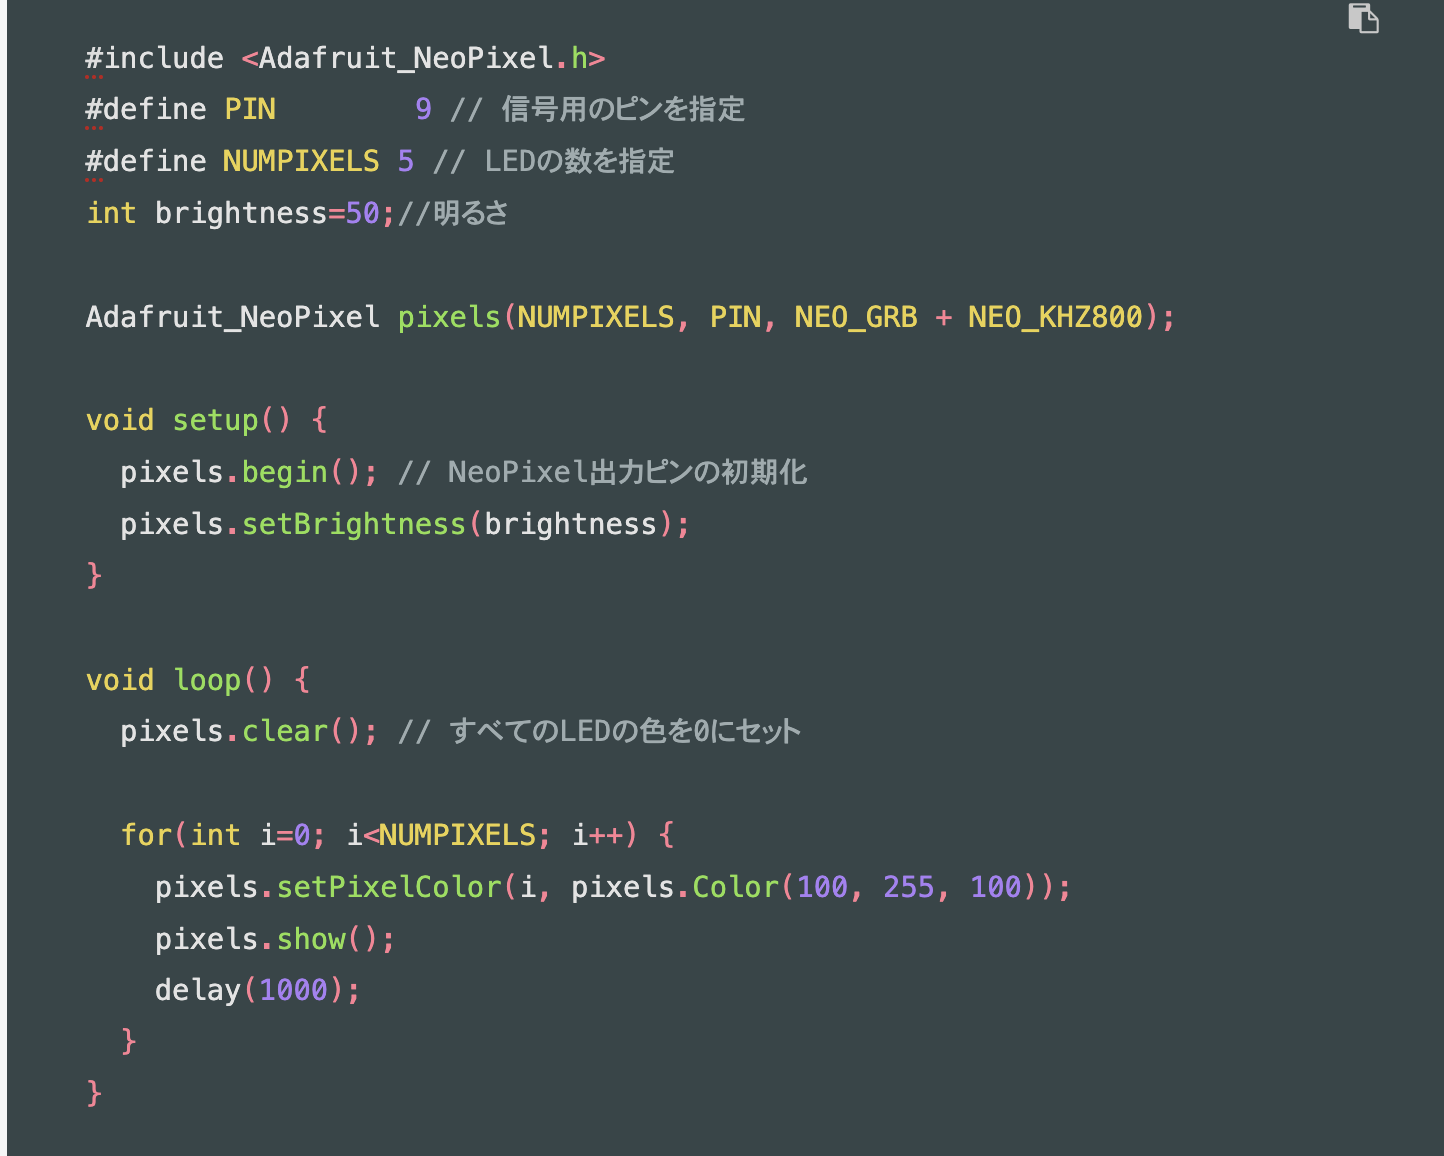 #include <Adafruit_NeoPixel.h>
#define PIN        9 // 信号用のピンを指定
#define NUMPIXELS 5 // LEDの数を指定
int brightness=50;//明るさ
Adafruit_NeoPixel pixels(NUMPIXELS, PIN, NEO_GRB + NEO_KHZ800);
void setup() {
  pixels.begin(); // NeoPixel出力ピンの初期化
  pixels.setBrightness(brightness);
}
void loop() {
  pixels.clear(); // すべてのLEDの色を0にセット
  for(int i=0; i<NUMPIXELS; i++) {
    pixels.setPixelColor(i, pixels.Color(100, 255, 100));
    pixels.show();
    delay(1000);
  }
}